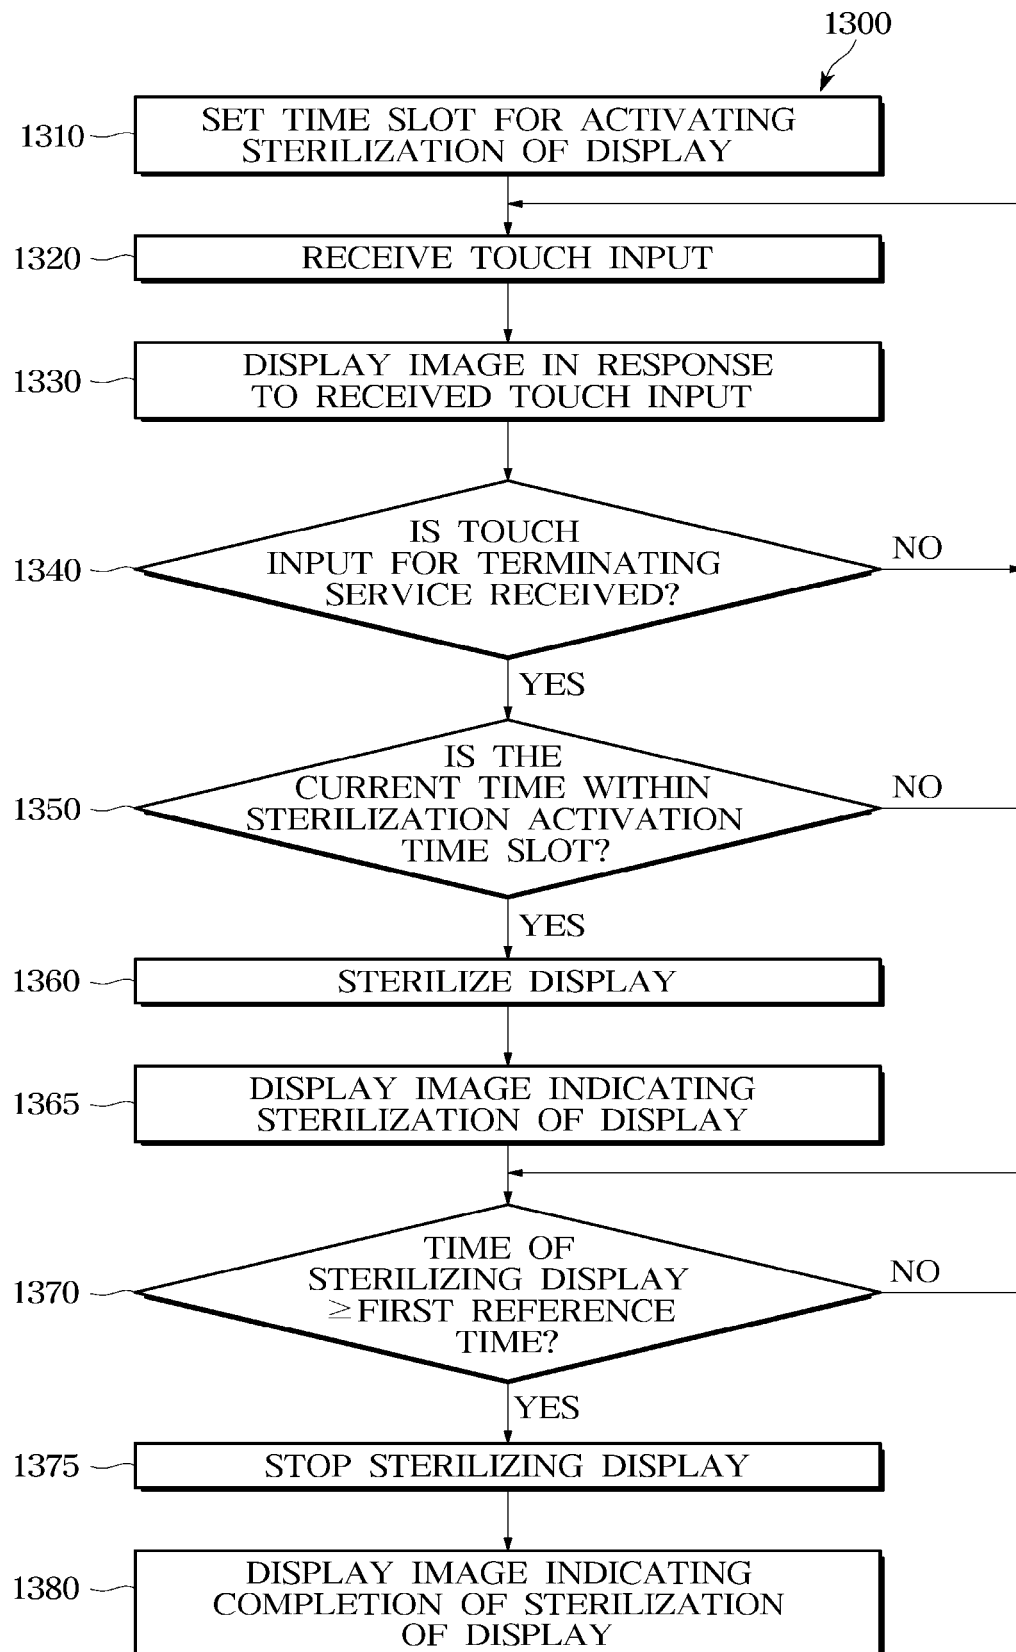 1300
1310
SET TIME SLOT FOR ACTIVATING
STERILIZATION OF DISPLAY
1320
RECEIVE TOUCH INPUT
1330
DISPLAY IMAGE IN RESPONSE
TO RECEIVED TOUCH INPUT
1340
IS TOUCH
INPUT FOR TERMINATING
SERVICE RECEIVED?
NO
YES
1350
IS THE
CURRENT TIME WITHIN
STERILIZATION ACTIVATION
TIME SLOT?
NO
YES
1360
STERILIZE DISPLAY
1365
DISPLAY IMAGE INDICATING
STERILIZATION OF DISPLAY
1370
TIME OF
STERILIZING DISPLAY
≥FIRST REFERENCE
TIME?
NO
YES
1375
STOP STERILIZING DISPLAY
1380
DISPLAY IMAGE INDICATING
COMPLETION OF STERILIZATION
OF DISPLAY